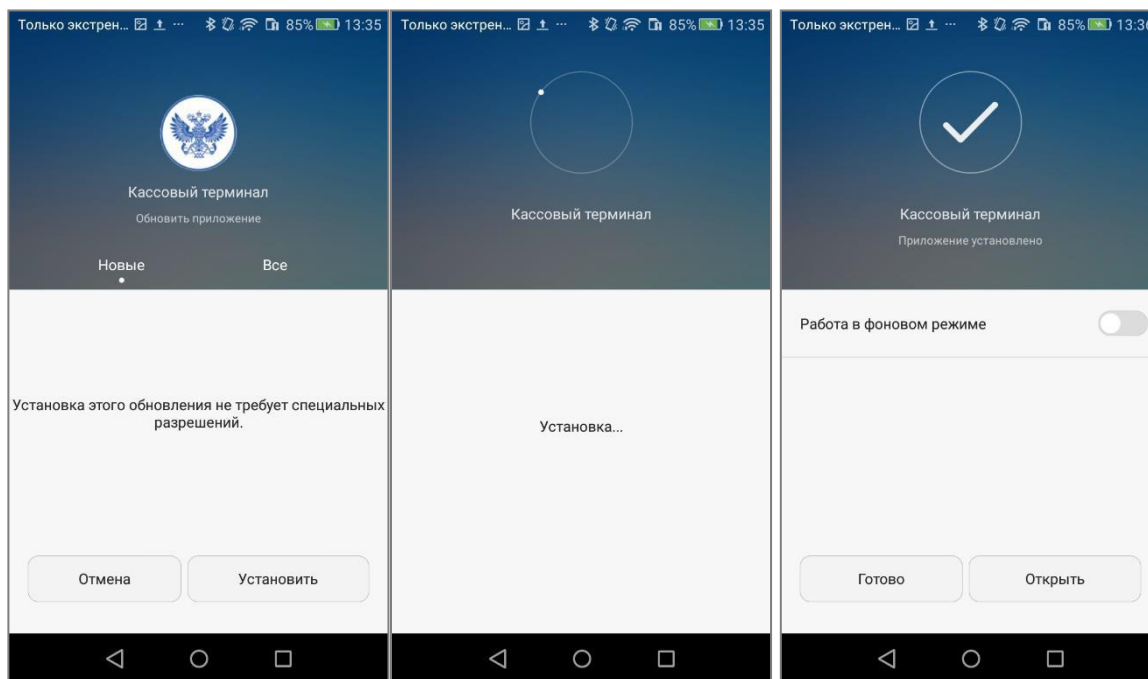 Только экстрен... 85% 13:35
Кассовый терминал
Обновить приложение
Новые Все
Установка этого обновления не требует специальных
разрешений.
Отмена Установить
Только экстрен... 85% 13:35
Кассовый терминал
Установка...
Только экстрен... 85% 13:36
Кассовый терминал
Приложение установлено
Работа в фоновом режиме
Готово Открыть